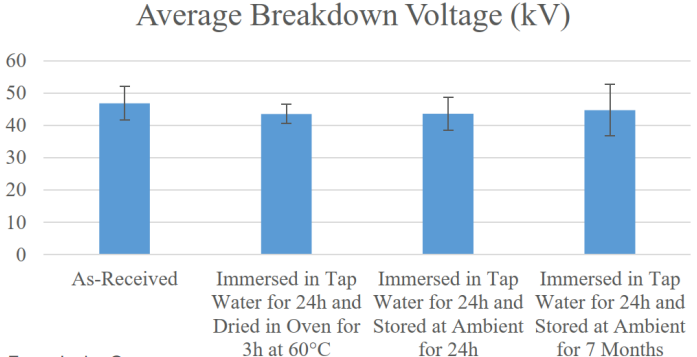 Average Breakdown Voltage (kV)
60
50
40
30
20
10
0
As-Received
Immersed in Tap
Water for 24h and
Dried in Oven for
3h at 60°C
Immersed in Tap
Water for 24h and
Stored at Ambient
for 24h
Immersed in Tap
Water for 24h and
Stored at Ambient
for 7 Months